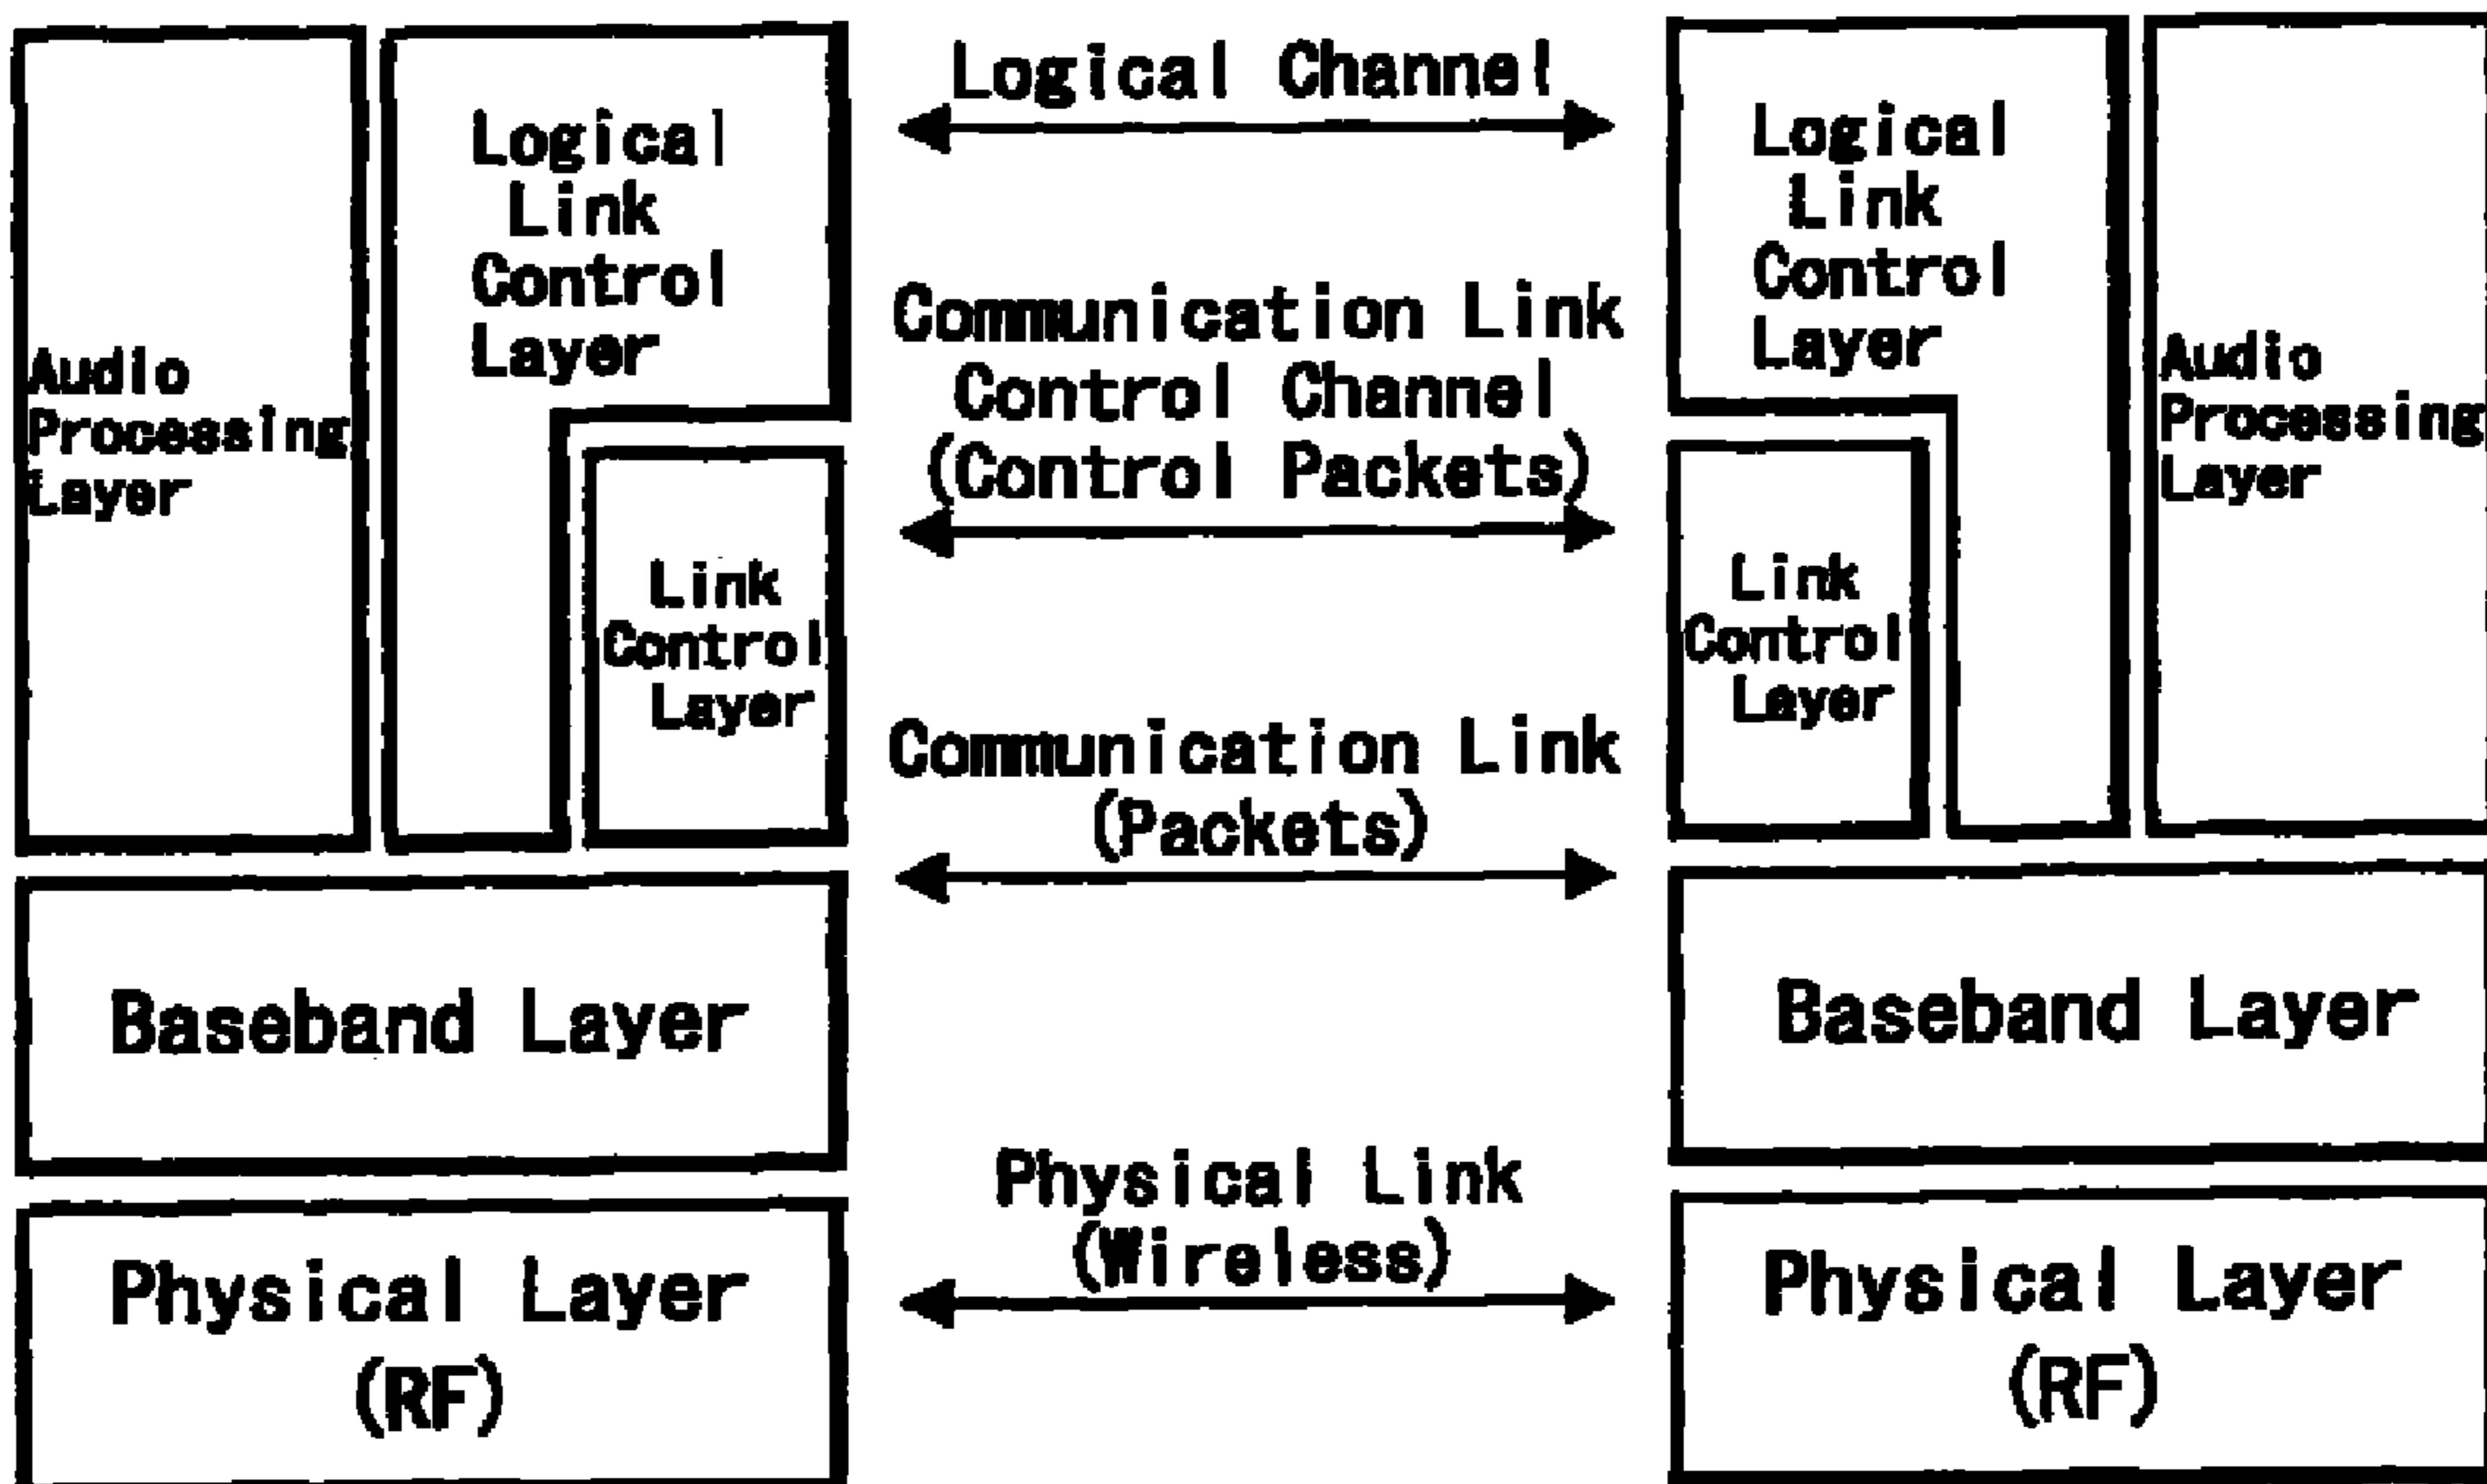 Audio
Processing
Layer
Logical
Link
Control
Layer
Link
Control
Layer
Baseband Layer
Physical Layer
(RF)
Logical Channel
Communication Link
Control Channel
(Control Packets)
Communication Link
(Packets)
Physical Link
(Wireless)
Logical
Link
Control
Layer
Link
Control
Layer
Audio
Processing
Layer
Baseband Layer
Physical Layer
(RF)